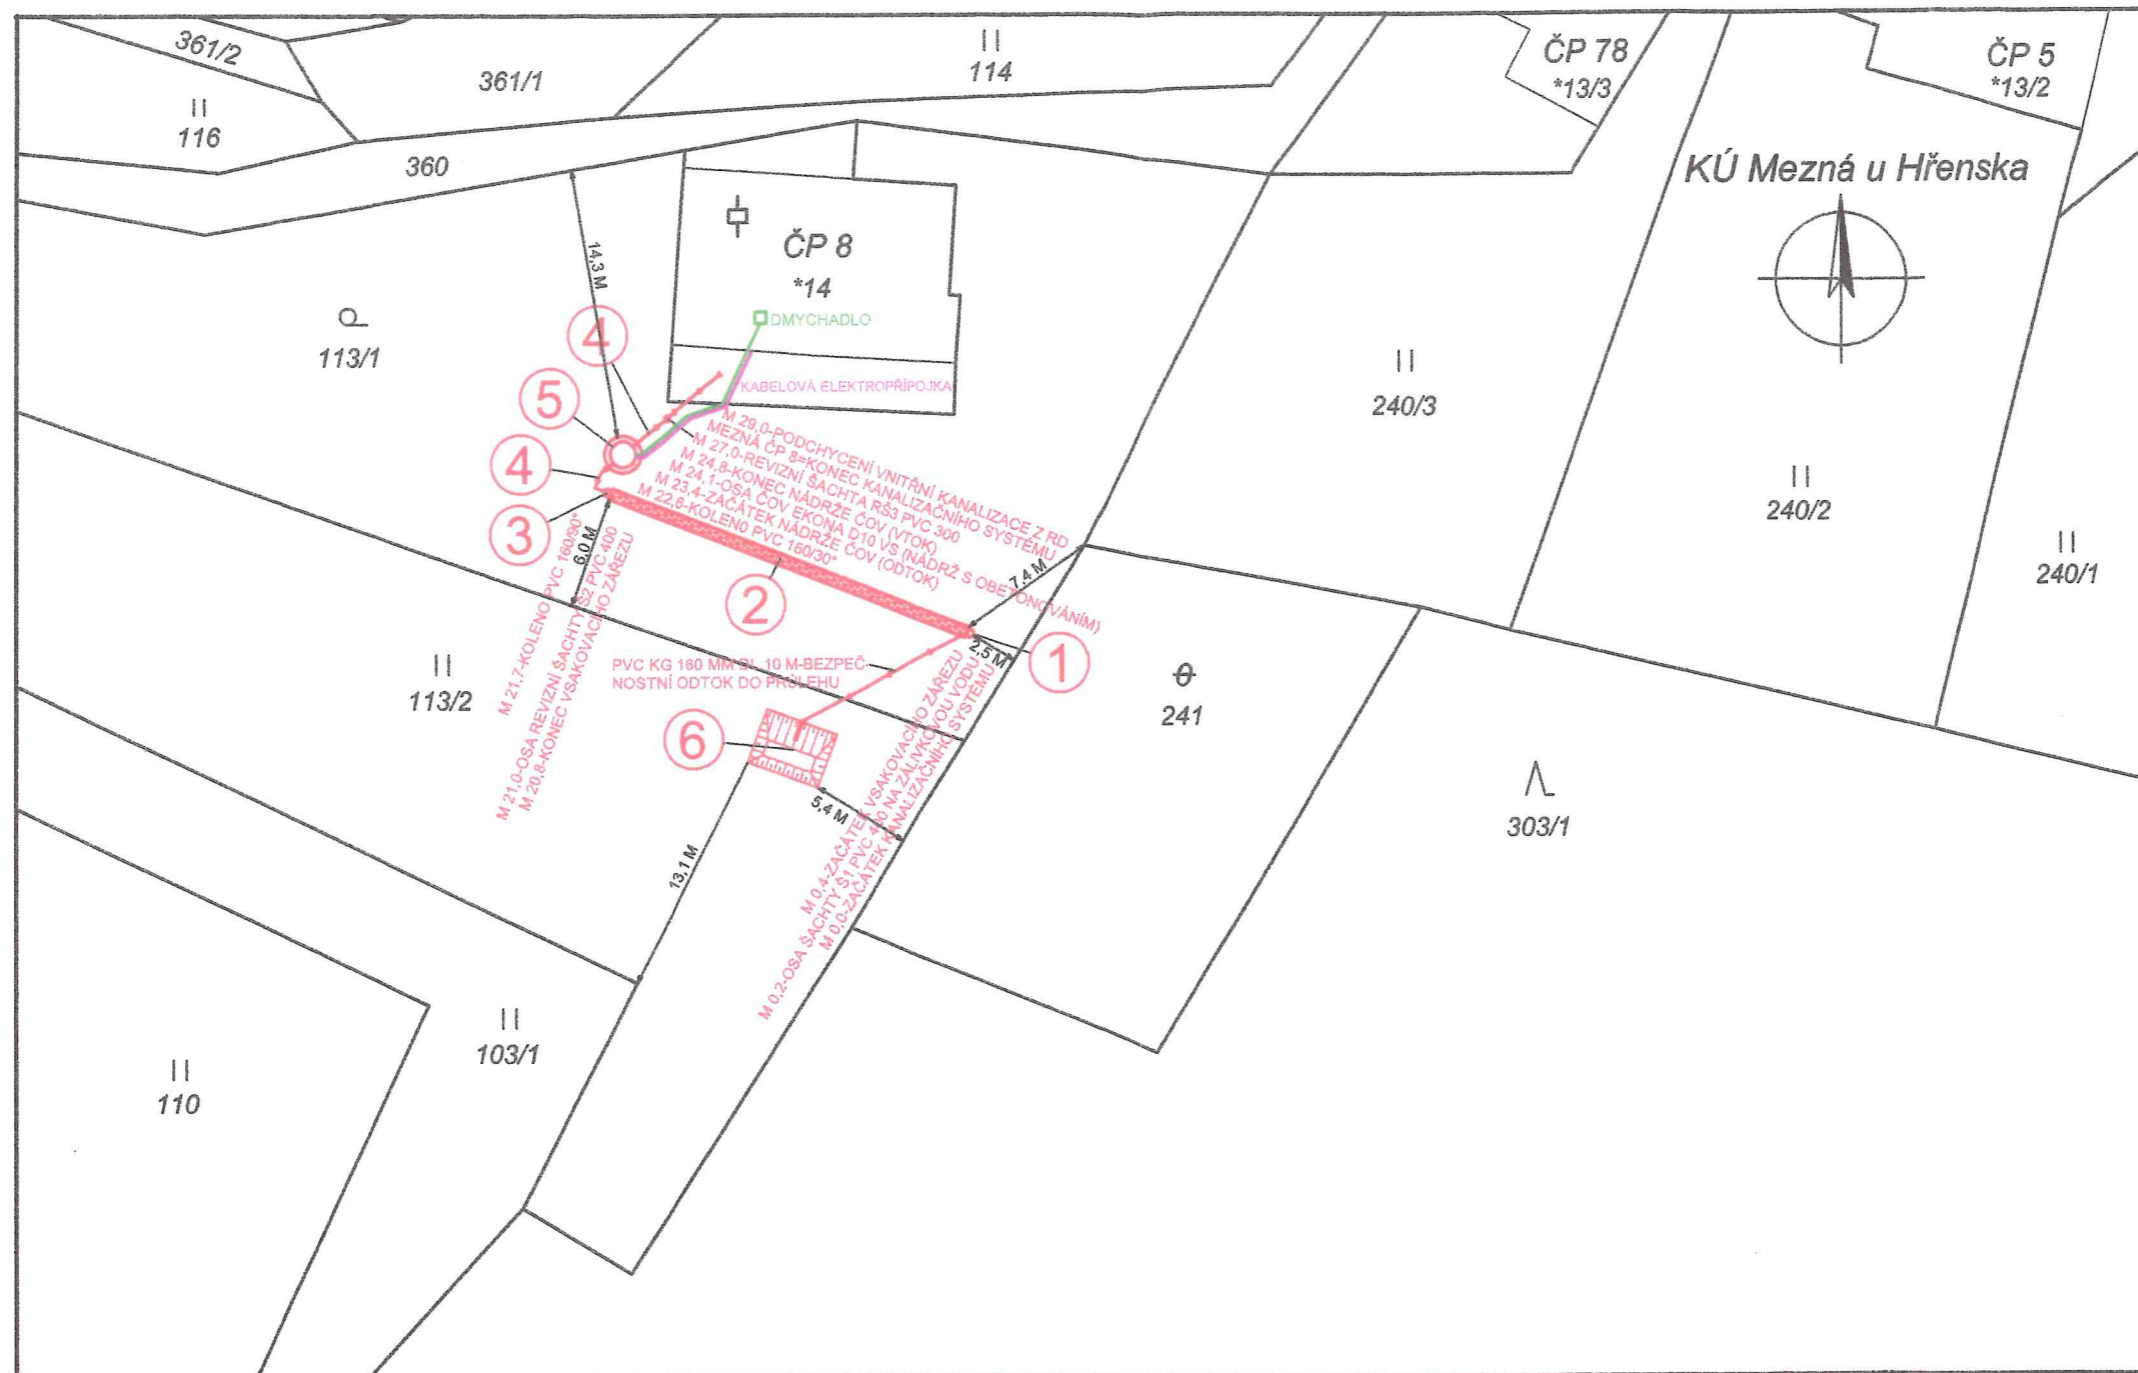 361/2
361/1
114
116
360
ČP 78
*13/3
ČP 5
*13/2
KÚ Mezná u Hřenska
14,3 M
ČP 8
*14
DMYCHADLO
KABELOVÁ ELEKTROPŘÍPOJKA
113/1
4
5
4
3
2
1
6
M 29,0-PODCHYCENÍ VNITŘNÍ KANALIZACE Z RD
MEZNÁ ČP 8=KONEC KANALIZAČNÍHO SYSTÉMU
M 27,0-REVIZNÍ ŠACHTA RŠ3 PVC 300
M 24,8-KONEC NÁDRŽE ČOV (VTOK)
M 24,1-OSA ČOV EKONA D10 VS (NÁDRŽ S OBETONOVÁNÍM)
M 23,4-ZAČÁTEK NÁDRŽE ČOV (ODTOK)
M 22,6-KOLENO PVC 160/30°
6,0 M
7,4 M
2,5 M
M 21,7-KOLENO PVC 160/90°
M 21,0-OSA REVIZNÍ ŠACHTY Š2 PVC 400
M 20,8-KONEC VSAKOVACÍHO ZÁŘEZU
PVC KG 160 MM DL. 10 M-BEZPEČ-
NOSTNÍ ODTOK DO PRŮLEHU
M 0,4-ZAČÁTEK VSAKOVACÍHO ZÁŘEZU
M 0,2-OSA ŠACHTY Š1 PVC 400 NA ZÁLIVKOVOU VODU
M 0,0-ZAČÁTEK KANALIZAČNÍHO SYSTÉMU
5,4 M
13,1 M
240/3
240/2
240/1
113/2
241
303/1
103/1
110